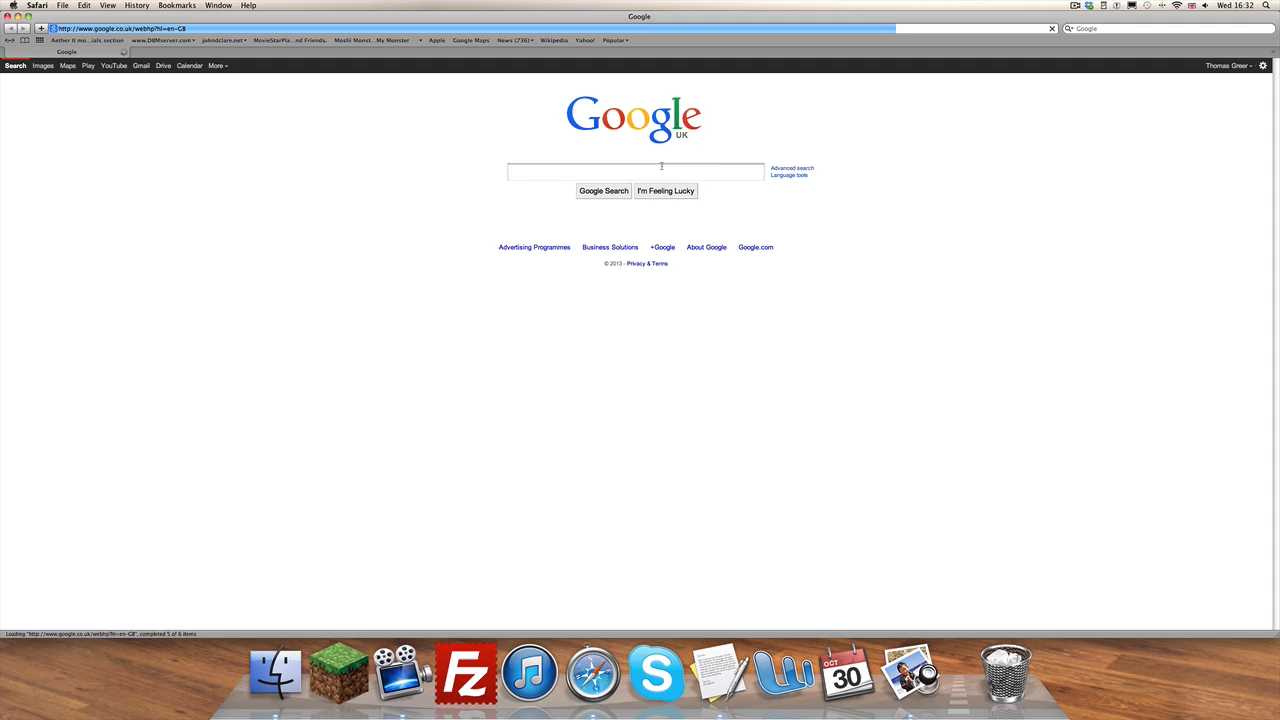 Safari File Edit View History Bookmarks Window Help Wed 16:32
Google
http://www.google.co.uk/webhp?hl=en-GB Google
Aether II mo...ials section www.DBMserver.com johndclare.net MovieStarPla...nd Friends. Moshi Monst...My Monster Apple Google Maps News (736) Wikipedia Yahoo! Popular
Google
Search Images Maps Play YouTube Gmail Drive Calendar More Thomas Greer
Google
UK
Advanced search
Language tools
Google Search I'm Feeling Lucky
Advertising Programmes Business Solutions +Google About Google Google.com
© 2013 - Privacy & Terms
Loading "http://www.google.co.uk/webhp?hl=en-GB", completed 5 of 6 items
Fz
S
W
OCT
30